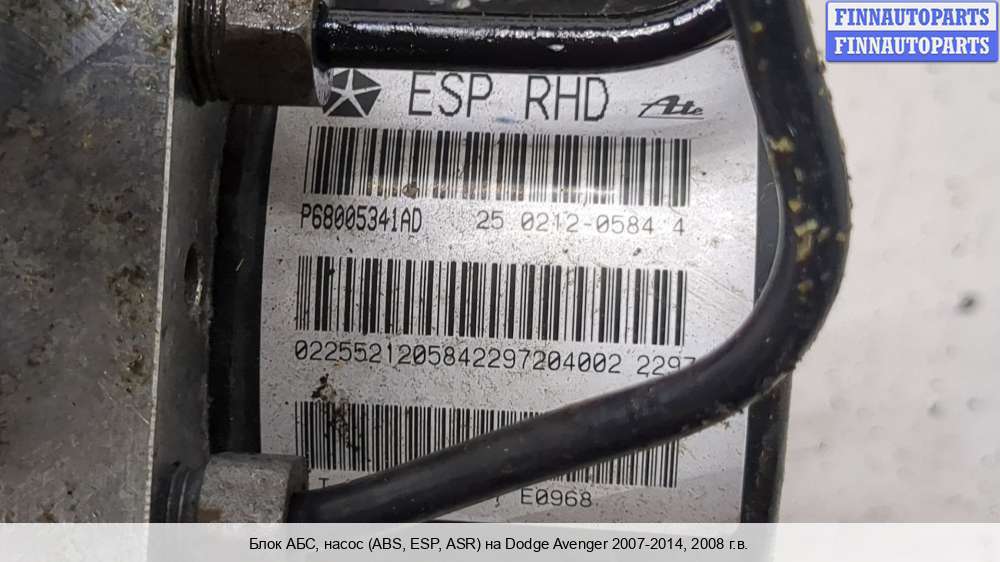 FINNAUTOPARTS
FINNAUTOPARTS
ESP RHD Ate
P68005341AD 25 0212-0584 4
0225521205842297204002 2297
E0968
Блок АБС, насос (ABS, ESP, ASR) на Dodge Avenger 2007-2014, 2008 г.в.